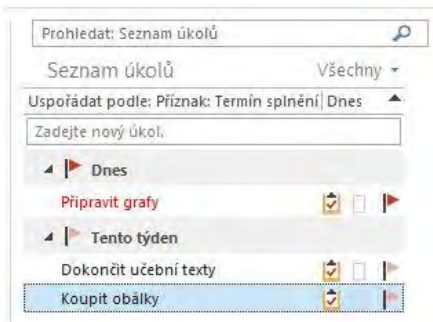 Prohledat: Seznam úkolů
Seznam úkolů Všechny
Uspořádat podle: Příznak: Termín splnění Dnes
Zadejte nový úkol.
Dnes
Připravit grafy
Tento týden
Dokončit učební texty
Koupit obálky